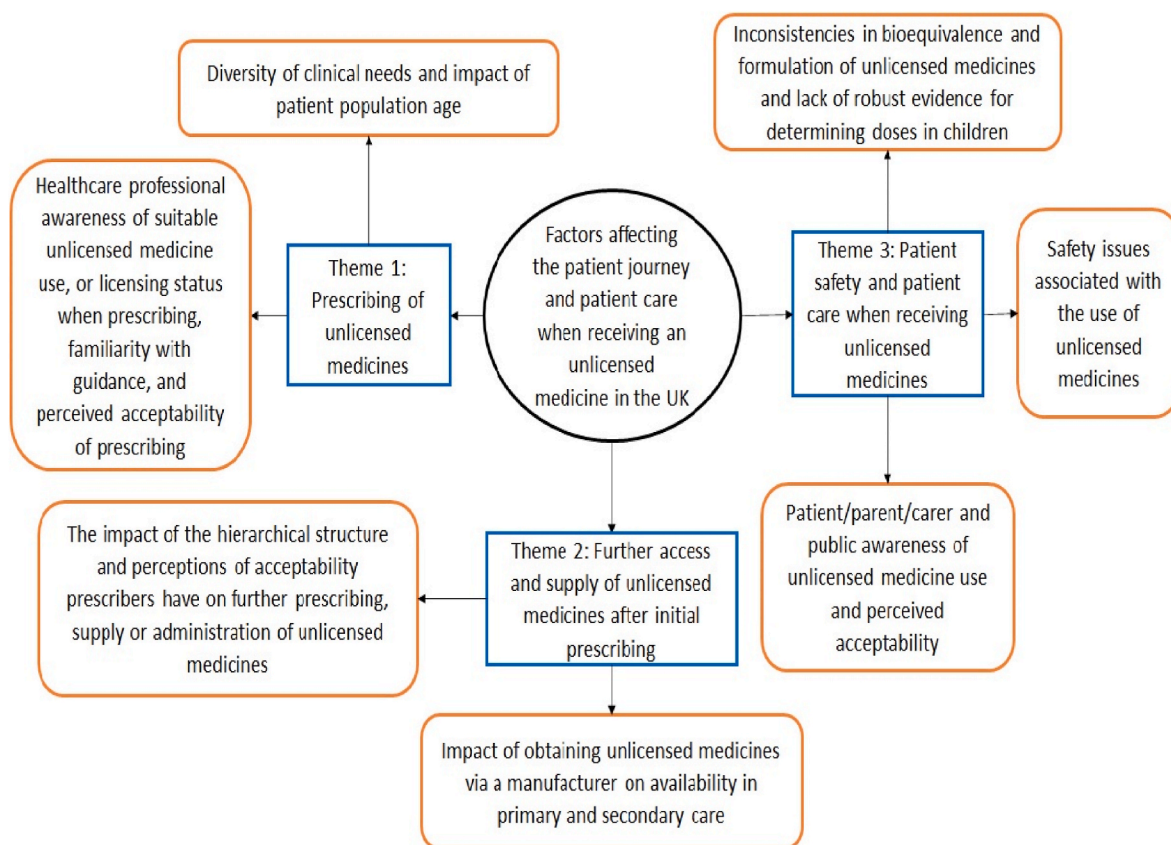 Diversity of clinical needs and impact of
patient population age
Inconsistencies in bioequivalence and
formulation of unlicensed medicines
and lack of robust evidence for
determining doses in children
Healthcare professional
awareness of suitable
unlicensed medicine
use, or licensing status
when prescribing,
familiarity with
guidance, and
perceived acceptability
of prescribing
Theme 1:
Prescribing of
unlicensed
medicines
Factors affecting
the patient journey
and patient care
when receiving an
unlicensed
medicine in the UK
Theme 3: Patient
safety and patient
care when receiving
unlicensed
medicines
Safety issues
associated with
the use of
unlicensed
medicines
The impact of the hierarchical structure
and perceptions of acceptability
prescribers have on further prescribing,
supply or administration of unlicensed
medicines
Theme 2: Further access
and supply of unlicensed
medicines after initial
prescribing
Patient/parent/carer and
public awareness of
unlicensed medicine use
and perceived
acceptability
Impact of obtaining unlicensed medicines
via a manufacturer on availability in
primary and secondary care